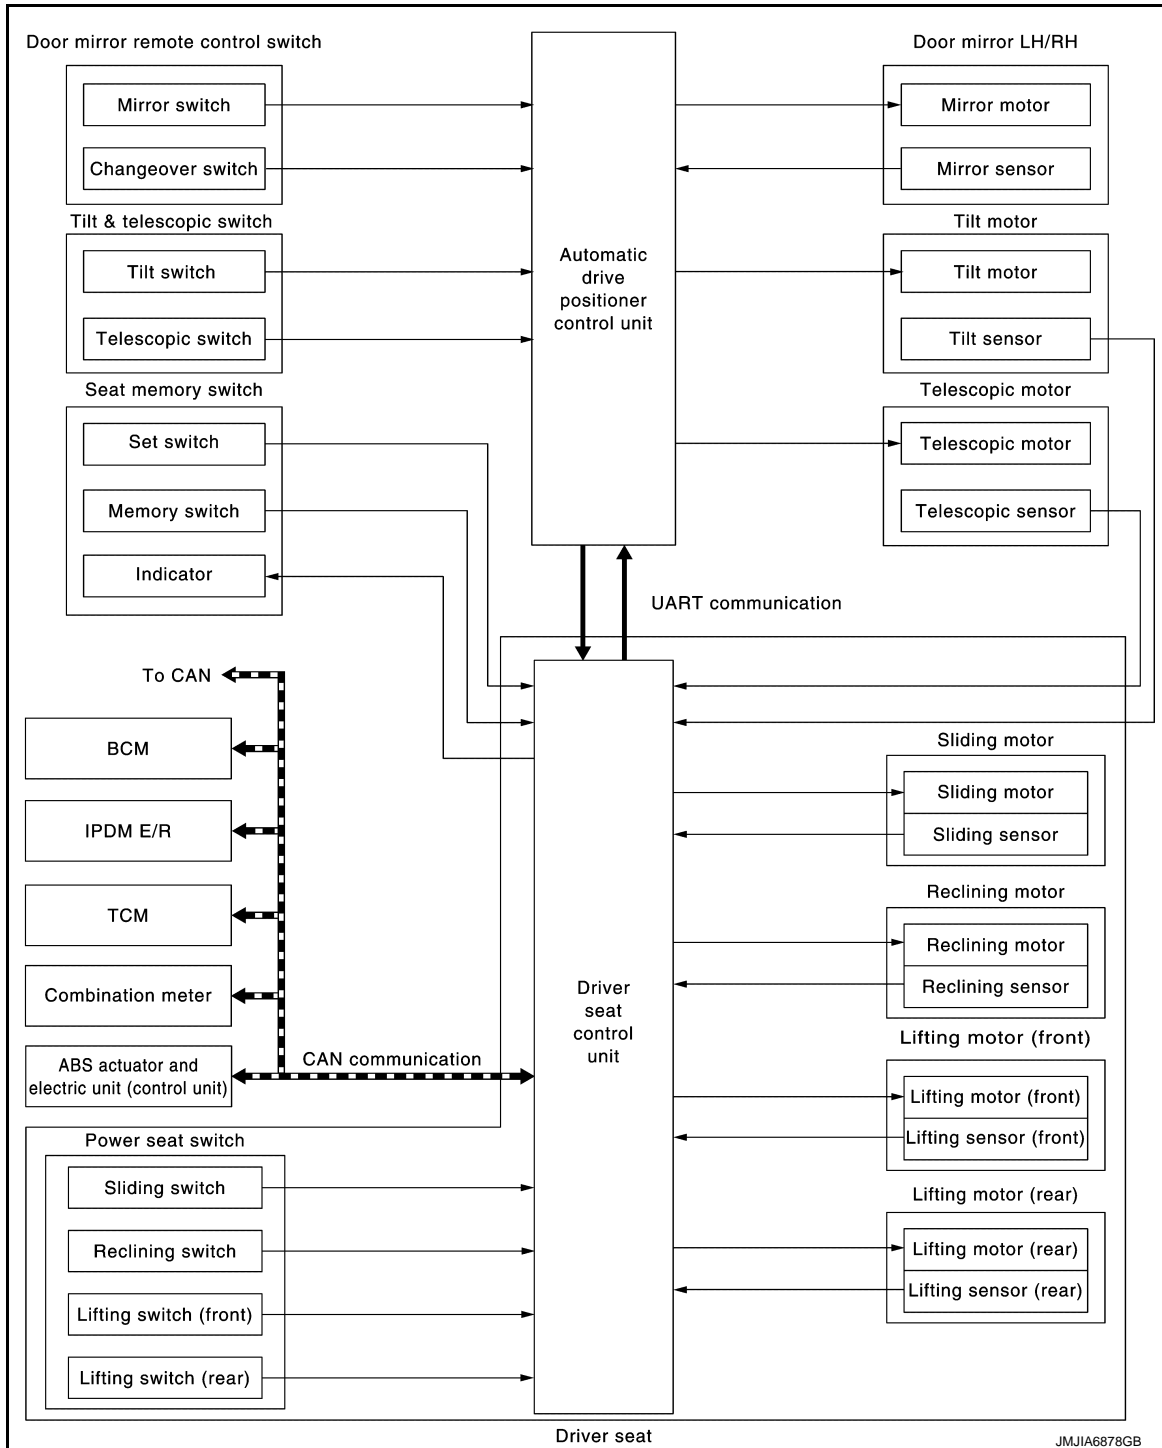 Door mirror remote control switch
Mirror switch
Changeover switch
Tilt & telescopic switch
Tilt switch
Telescopic switch
Seat memory switch
Set switch
Memory switch
Indicator
Automatic
drive
positioner
control unit
Door mirror LH/RH
Mirror motor
Mirror sensor
Tilt motor
Tilt motor
Tilt sensor
Telescopic motor
Telescopic motor
Telescopic sensor
UART communication
To CAN
BCM
IPDM E/R
TCM
Combination meter
ABS actuator and
electric unit (control unit)
CAN communication
Power seat switch
Sliding switch
Reclining switch
Lifting switch (front)
Lifting switch (rear)
Driver
seat
control
unit
Sliding motor
Sliding motor
Sliding sensor
Reclining motor
Reclining motor
Reclining sensor
Lifting motor (front)
Lifting motor (front)
Lifting sensor (front)
Lifting motor (rear)
Lifting motor (rear)
Lifting sensor (rear)
Driver seat
JMJIA6878GB